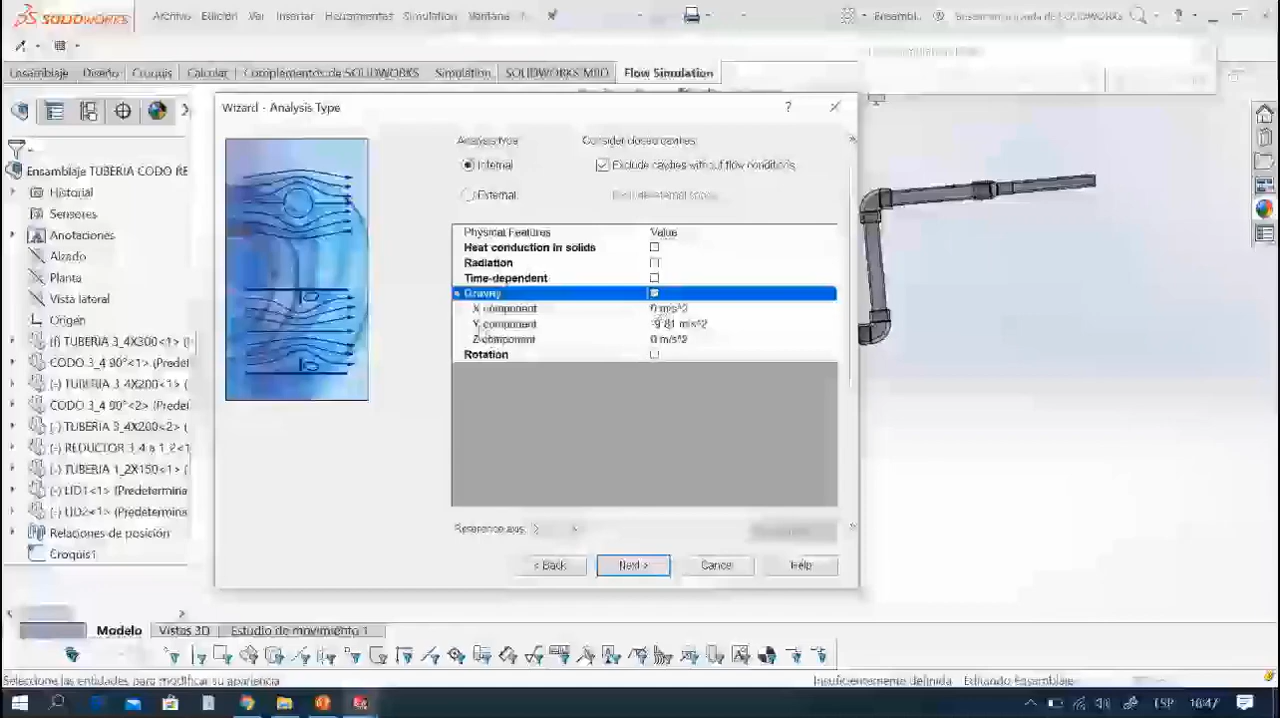 SOLIDWORKS
Archivo Edición Ver Insertar Herramientas Simulation Ventana
Ensambl...
Ensamblaje Diseño Croquis Calcular Complementos de SOLIDWORKS Simulation SOLIDWORKS MBD Flow Simulation
Wizard - Analysis Type
?
Analysis type
Consider closed cavities
Internal
Exclude cavities without flow conditions
External
Physical Features Value
Heat conduction in solids
Radiation
Time-dependent
Gravity
X component 0 m/s^2
Y component -9.81 m/s^2
Z component 0 m/s^2
Rotation
Reference axis:
< Back Next > Cancel Help
Ensamblaje TUBERIA CODO RE
Historial
Sensores
Anotaciones
Alzado
Planta
Vista lateral
Origen
(f) TUBERIA 3_4X300<1> (
CODO 3_4 90°<1> (Predet
(-) TUBERIA 3_4X200<1> (
CODO 3_4 90°<2> (Predet
(-) TUBERIA 3_4X200<2> (
(-) REDUCTOR 3_4 a 1_2<1
(-) TUBERIA 1_2X150<1> (
(-) LID1<1> (Predetermina
(-) LID2<1> (Predetermina
Relaciones de posición
Croquis1
Modelo Vistas 3D Estudio de movimiento 1
Seleccione las entidades para modificar su apariencia
Insuficientemente definida Editando Ensamblaje
ESP 10:47